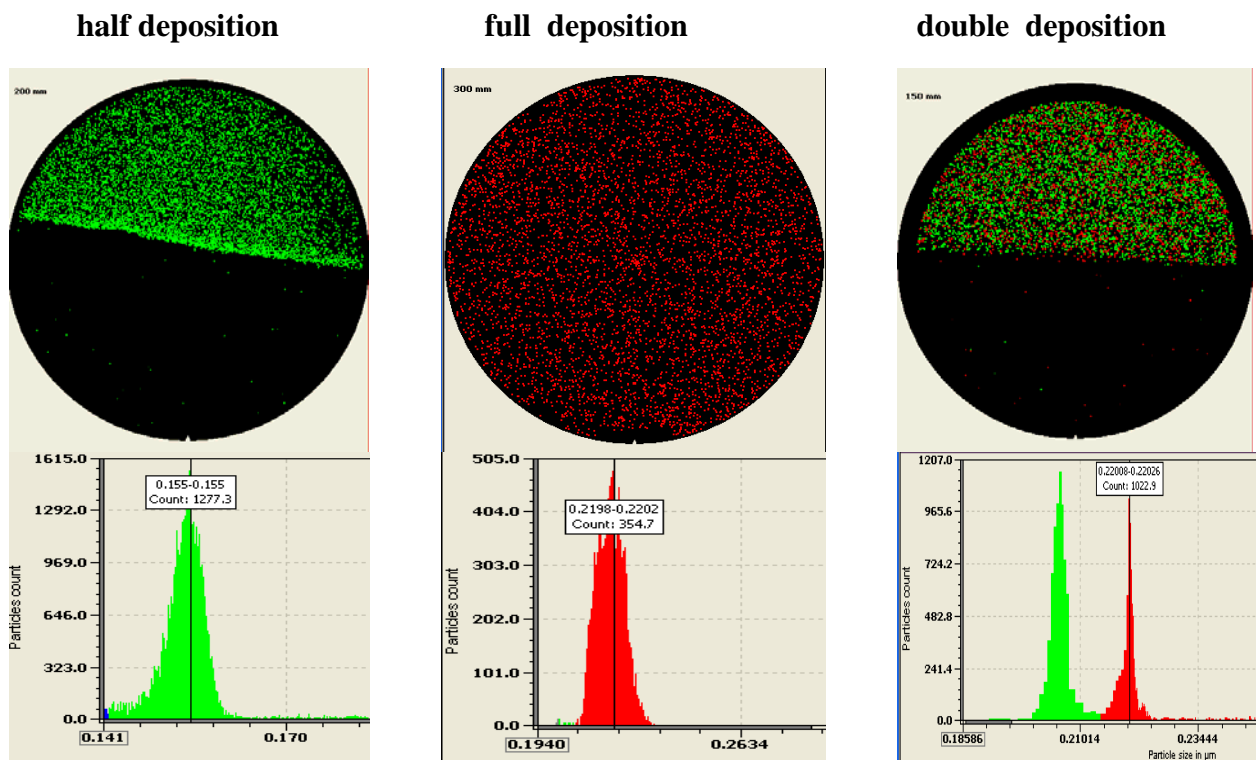 half deposition
full deposition
double deposition
200 mm
300 mm
150 mm
1615.0
1292.0
969.0
646.0
323.0
0.0
Particles count
0.155-0.155
Count: 1277.3
0.141
0.170
505.0
404.0
303.0
202.0
101.0
0.0
Particles count
0.2198-0.2202
Count: 354.7
0.1940
0.2634
1207.0
965.6
724.2
482.8
241.4
0.0
Particles count
0.22008-0.22026
Count: 1022.9
0.18586
0.21014
0.23444
Particle size in µm